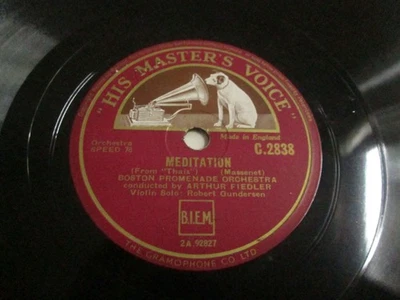 "HIS MASTER'S VOICE"
Made in England
Orchestra
SPEED 78
C.2838
MEDITATION
(From "Thais") (Massenet)
BOSTON PROMENADE ORCHESTRA
conducted by ARTHUR FIEDLER
Violin Solo: Robert Gundersen
B.I.E.M.
2A 92827
THE GRAMOPHONE CO LTD